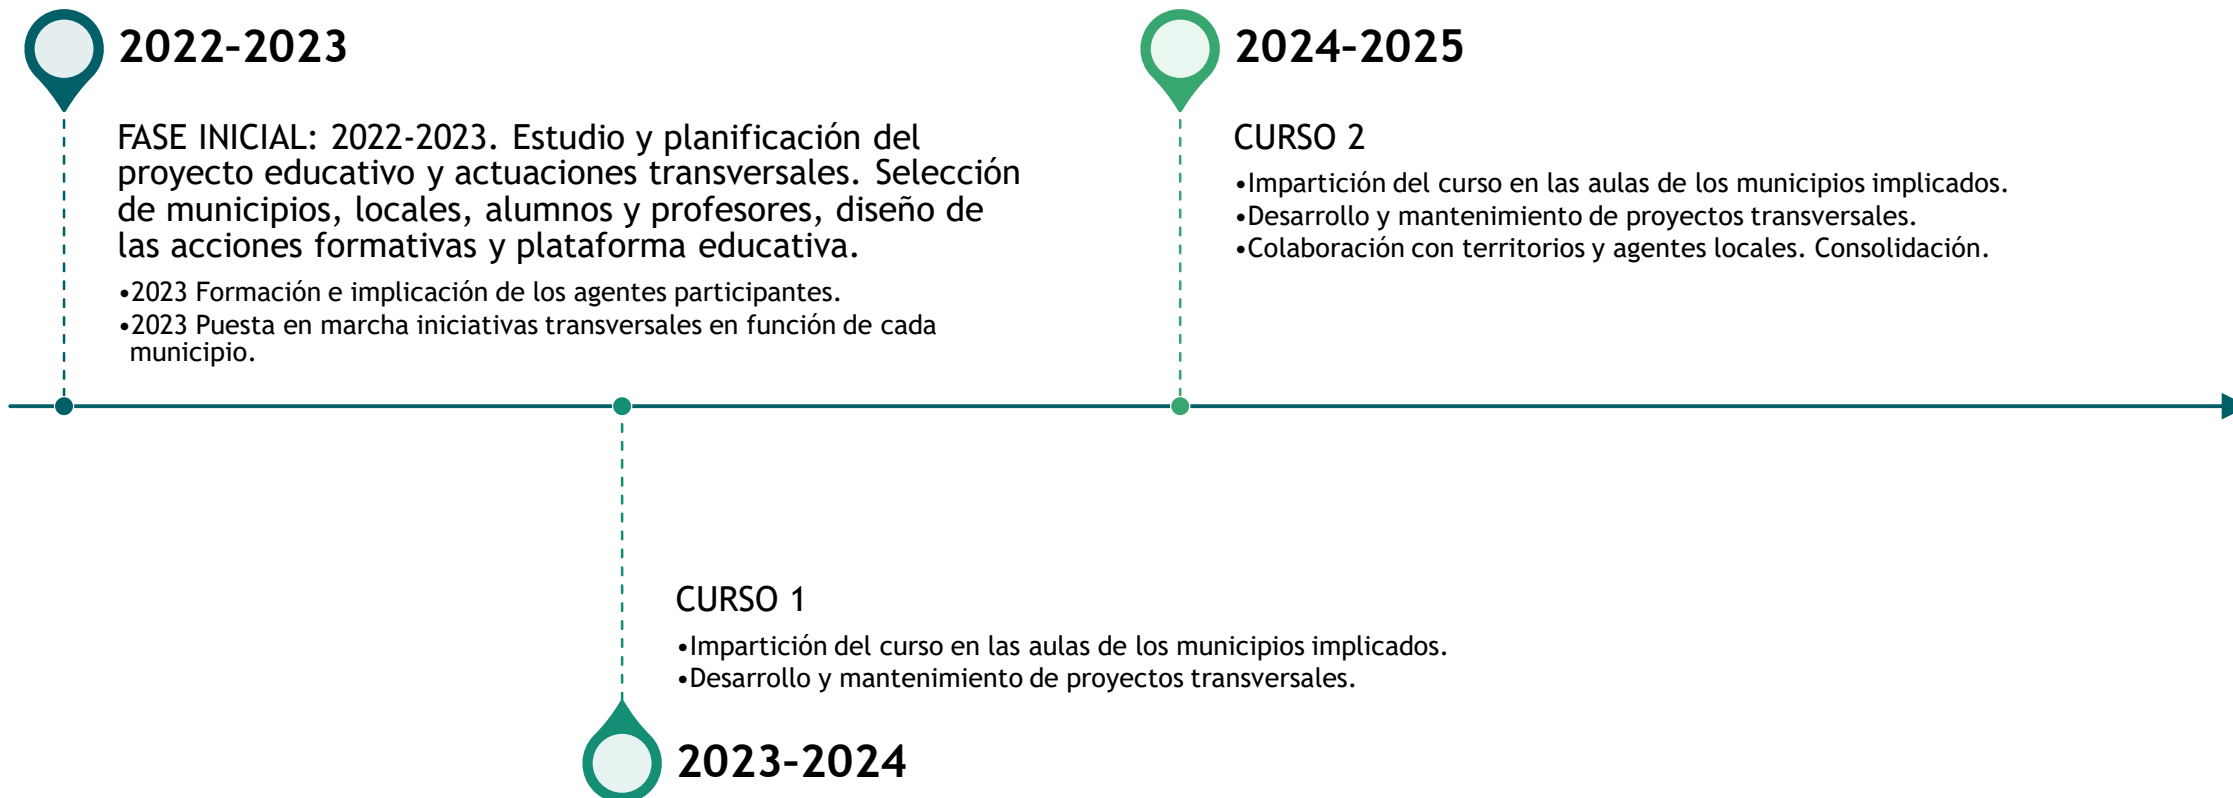 2022-2023
FASE INICIAL: 2022-2023. Estudio y planificación del
proyecto educativo y actuaciones transversales. Selección
de municipios, locales, alumnos y profesores, diseño de
las acciones formativas y plataforma educativa.
•2023 Formación e implicación de los agentes participantes.
•2023 Puesta en marcha iniciativas transversales en función de cada
municipio.
CURSO 1
•Impartición del curso en las aulas de los municipios implicados.
•Desarrollo y mantenimiento de proyectos transversales.
2023-2024
2024-2025
CURSO 2
•Impartición del curso en las aulas de los municipios implicados.
•Desarrollo y mantenimiento de proyectos transversales.
•Colaboración con territorios y agentes locales. Consolidación.